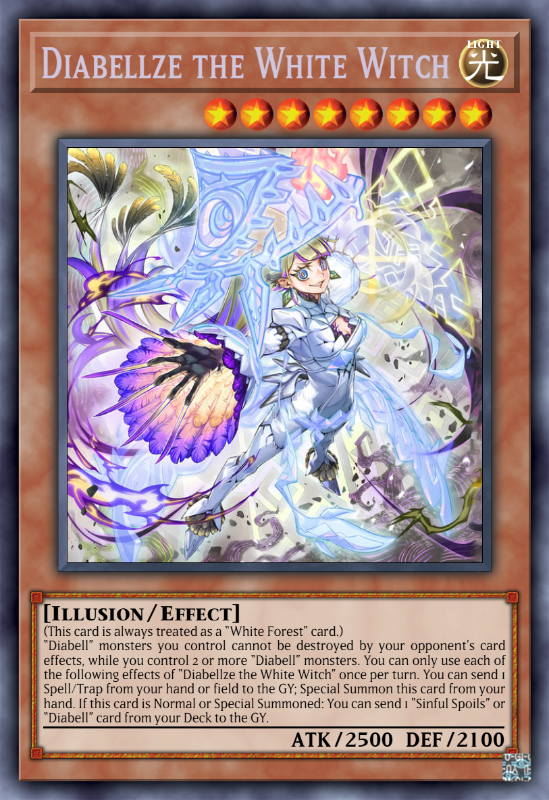 Diabellze the White Witch
LIGHT
光
[Illusion/Effect]
(This card is always treated as a "White Forest" card.)
"Diabell" monsters you control cannot be destroyed by your opponent's card
effects, while you control 2 or more "Diabell" monsters. You can only use each of
the following effects of "Diabellze the White Witch" once per turn. You can send 1
Spell/Trap from your hand or field to the GY; Special Summon this card from your
hand. If this card is Normal or Special Summoned: You can send 1 "Sinful Spoils" or
"Diabell" card from your Deck to the GY.
ATK/2500 DEF/2100